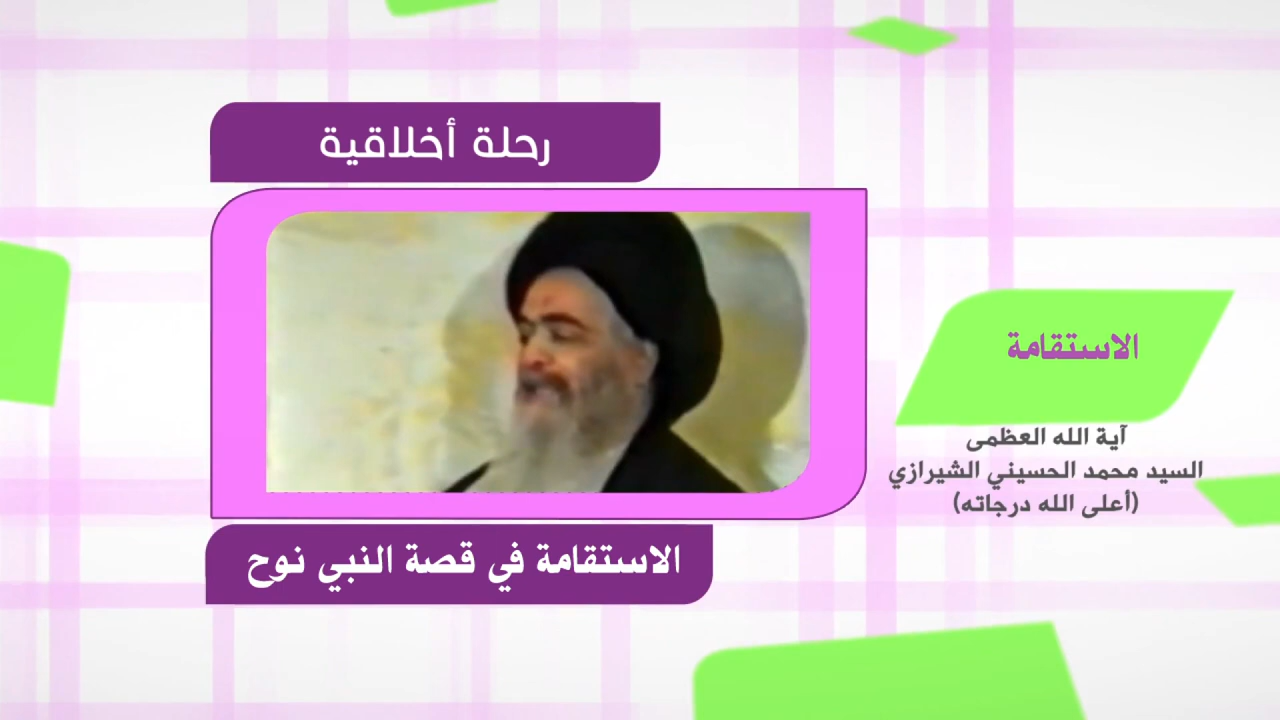 رحلة أخلاقية
الاستقامة
آية الله العظمى
السيد محمد الحسيني الشيرازي
(أعلى الله درجاته)
الاستقامة في قصة النبي نوح